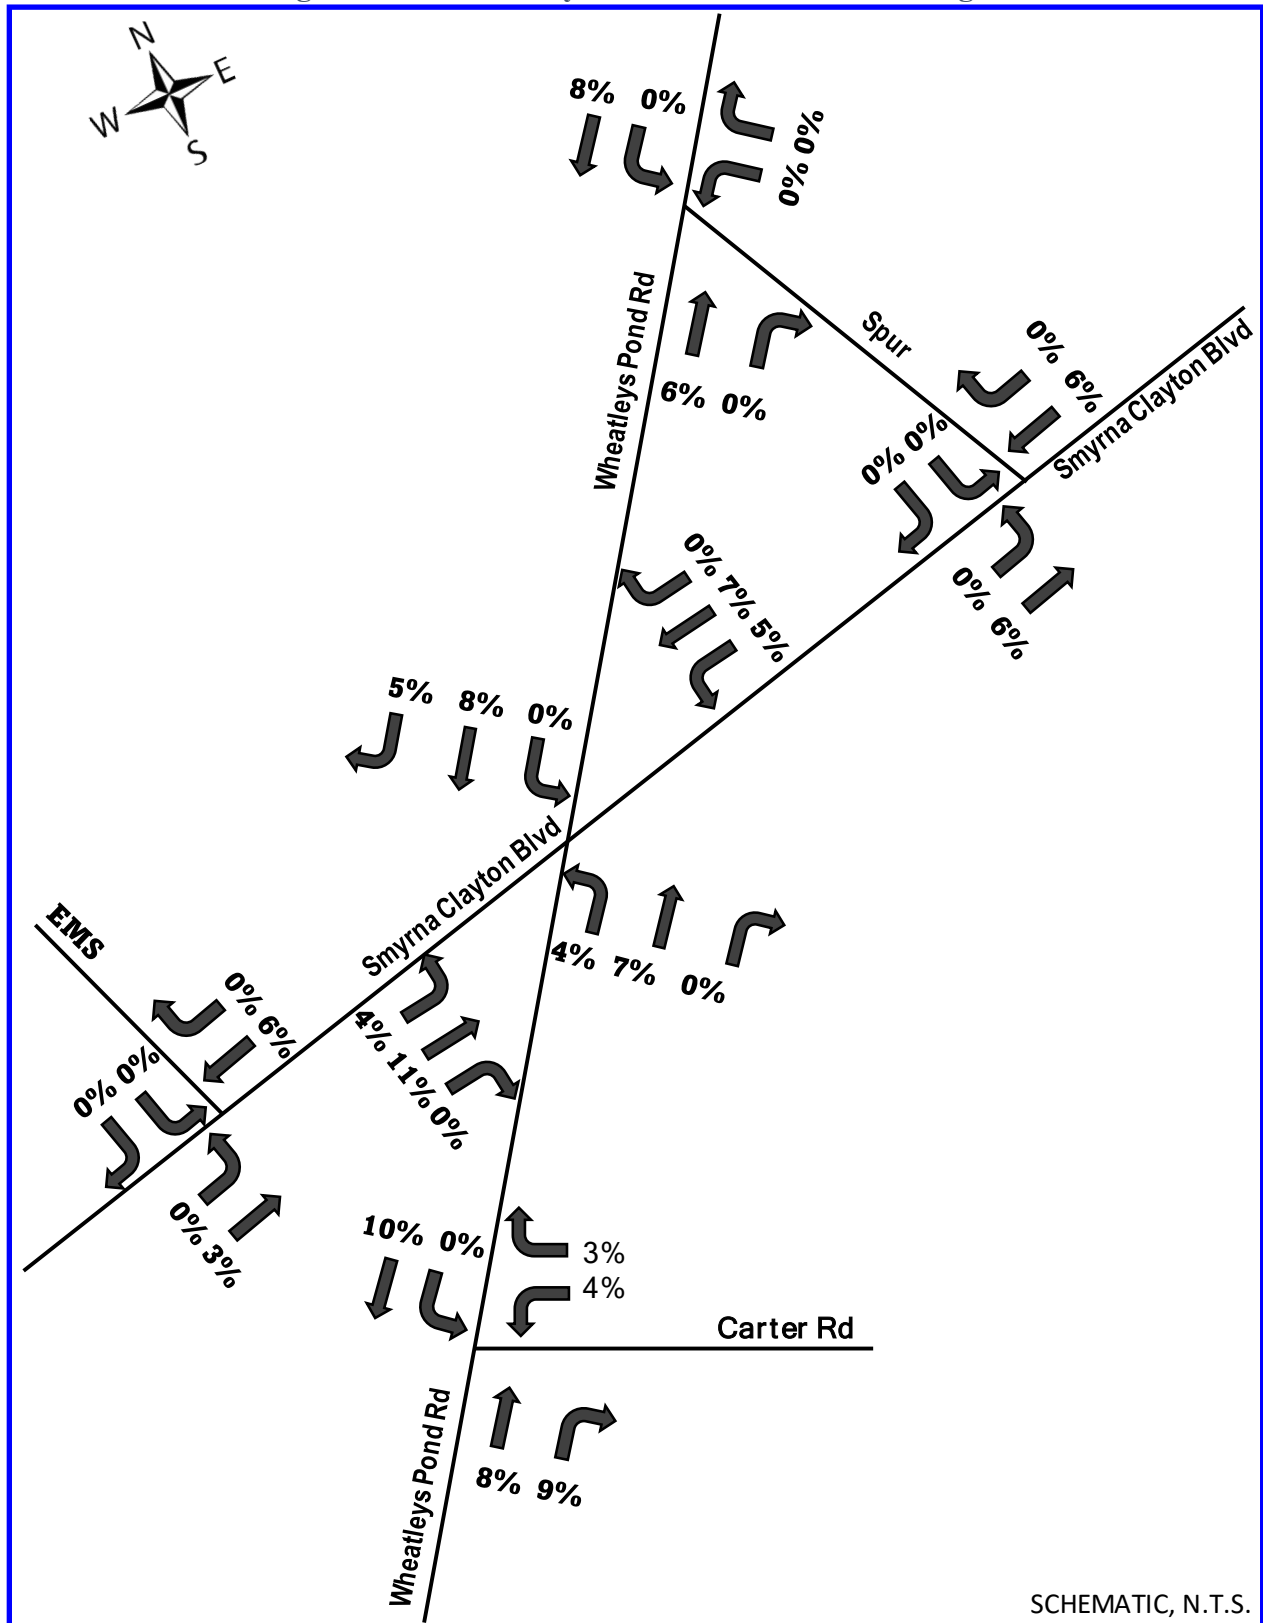 N
E
W
S
8% 0%
0% 0%
Wheatleys Pond Rd
6% 0%
Spur
0% 6%
Smyrna Clayton Blvd
0% 0%
0% 6%
0% 7% 5%
5% 8% 0%
Smyrna Clayton Blvd
4% 7% 0%
EMS
0% 6%
0% 0%
4% 11% 0%
0% 3%
10% 0%
3%
4%
Carter Rd
8% 9%
Wheatleys Pond Rd
SCHEMATIC, N.T.S.